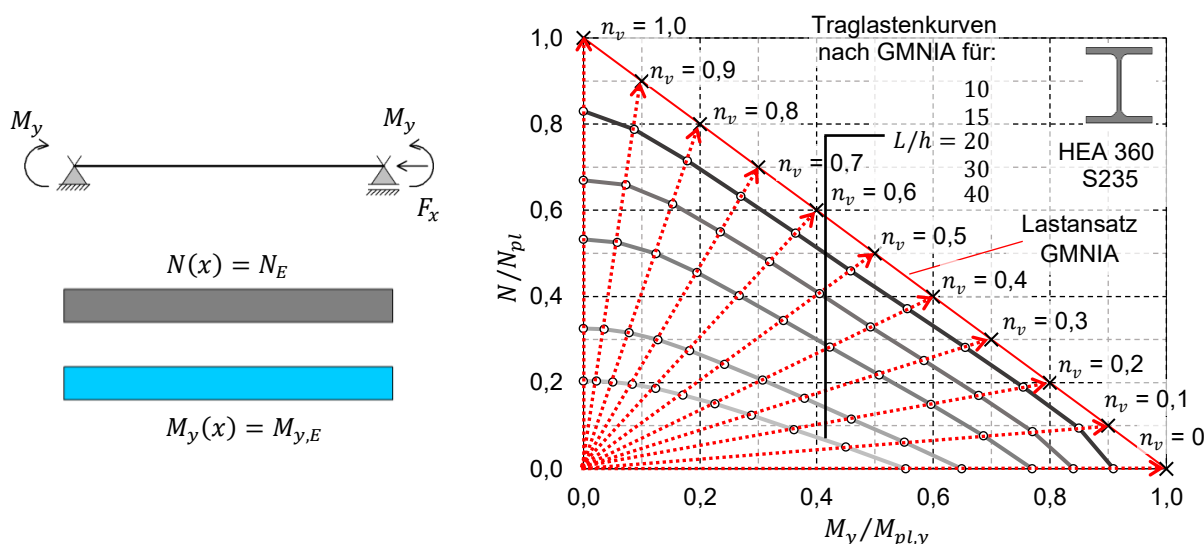 M_y
M_y
F_x
N(x) = N_E
M_y(x) = M_{y,E}
Traglastenkurven
nach GMNIA für:
10
15
L/h = 20
30
40
HEA 360
S235
Lastansatz
GMNIA
n_v = 1,0
n_v = 0,9
n_v = 0,8
n_v = 0,7
n_v = 0,6
n_v = 0,5
n_v = 0,4
n_v = 0,3
n_v = 0,2
n_v = 0,1
n_v = 0
N/N_{pl}
1,0
0,8
0,6
0,4
0,2
0,0
0,0 0,2 0,4 0,6 0,8 1,0
M_y/M_{pl,y}